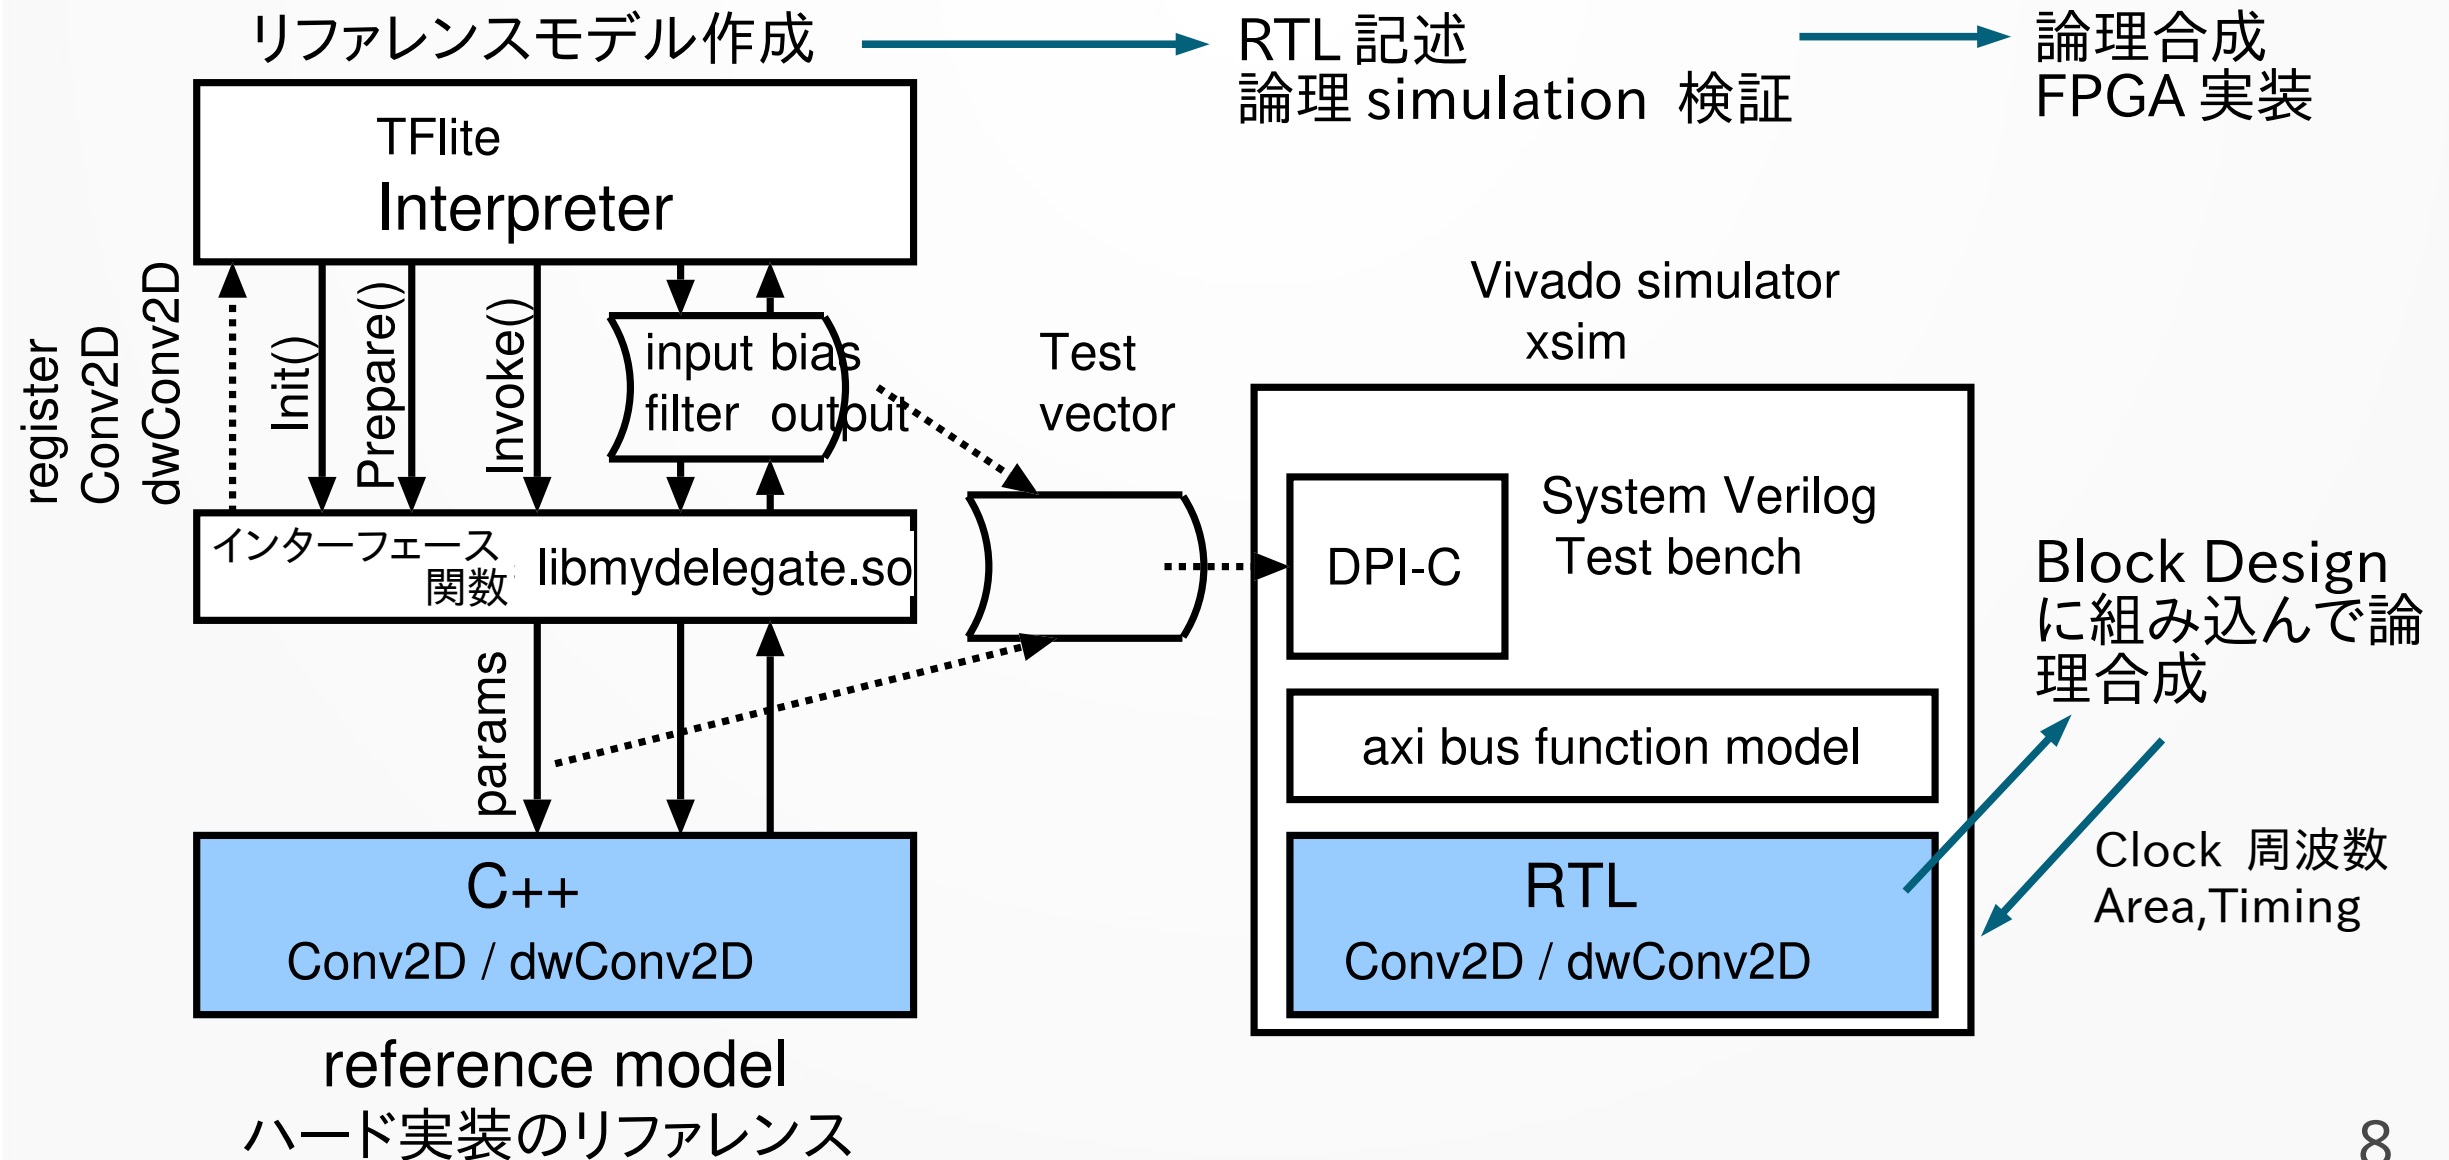 リファレンスモデル作成
RTL 記述
論理 simulation 検証
論理合成
FPGA 実装
TFlite
Interpreter
register
Conv2D
dwConv2D
Init()
Prepare()
Invoke()
input bias
filter output
Test
vector
インターフェース
関数
libmydelegate.so
params
C++
Conv2D / dwConv2D
reference model
ハード実装のリファレンス
Vivado simulator
xsim
DPI-C
System Verilog
Test bench
axi bus function model
RTL
Conv2D / dwConv2D
Block Design
に組み込んで論
理合成
Clock 周波数
Area,Timing
8